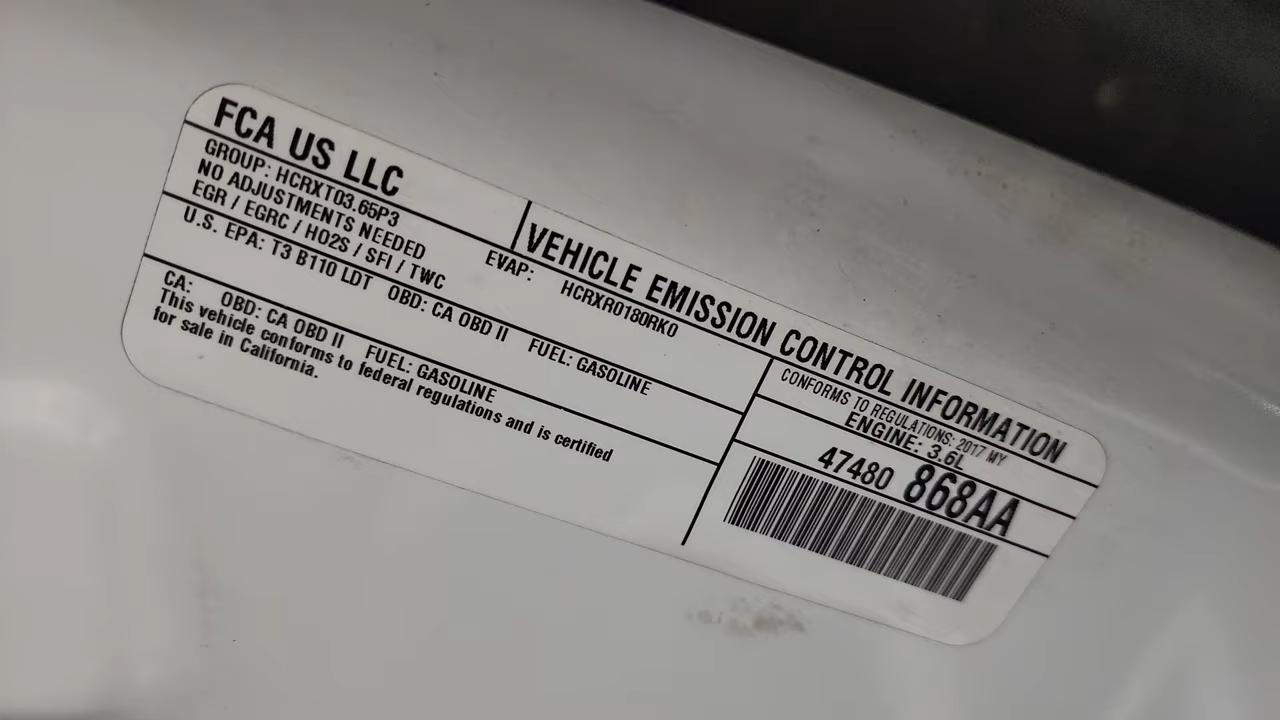 FCA US LLC
VEHICLE EMISSION CONTROL INFORMATION
GROUP: HCRXT03.65P3
EVAP: HCRXR0180RK0
NO ADJUSTMENTS NEEDED
EGR / EGRC / HO2S / SFI / TWC
U.S. EPA: T3 B110 LDT OBD: CA OBD II FUEL: GASOLINE
CA: OBD: CA OBD II FUEL: GASOLINE
This vehicle conforms to federal regulations and is certified
for sale in California.
CONFORMS TO REGULATIONS: 2017 MY
ENGINE: 3.6L
47480 868AA